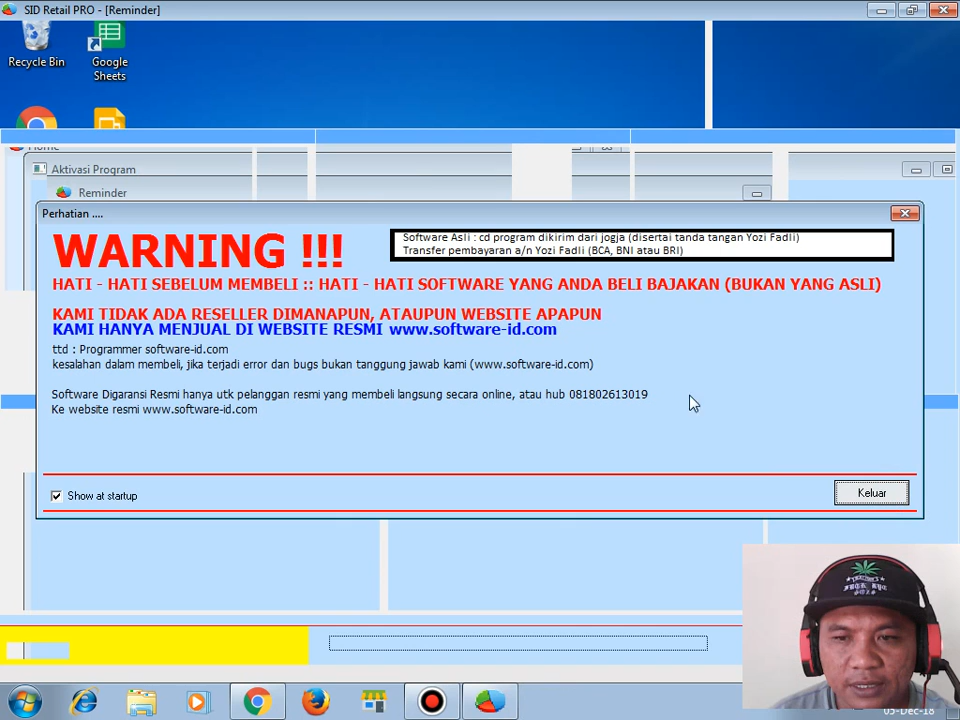 SID Retail PRO - [Reminder]
Recycle Bin
Google
Sheets
Home
Aktivasi Program
Reminder
Perhatian ....
WARNING !!!
Software Asli : cd program dikirim dari jogja (disertai tanda tangan Yozi Fadli)
Transfer pembayaran a/n Yozi Fadli (BCA, BNI atau BRI)
HATI - HATI SEBELUM MEMBELI :: HATI - HATI SOFTWARE YANG ANDA BELI BAJAKAN (BUKAN YANG ASLI)
KAMI TIDAK ADA RESELLER DIMANAPUN, ATAUPUN WEBSITE APAPUN
KAMI HANYA MENJUAL DI WEBSITE RESMI www.software-id.com
ttd : Programmer software-id.com
kesalahan dalam membeli, jika terjadi error dan bugs bukan tanggung jawab kami (www.software-id.com)
Software Digaransi Resmi hanya utk pelanggan resmi yang membeli langsung secara online, atau hub 081802613019
Ke website resmi www.software-id.com
Show at startup
Keluar
05-Dec-18